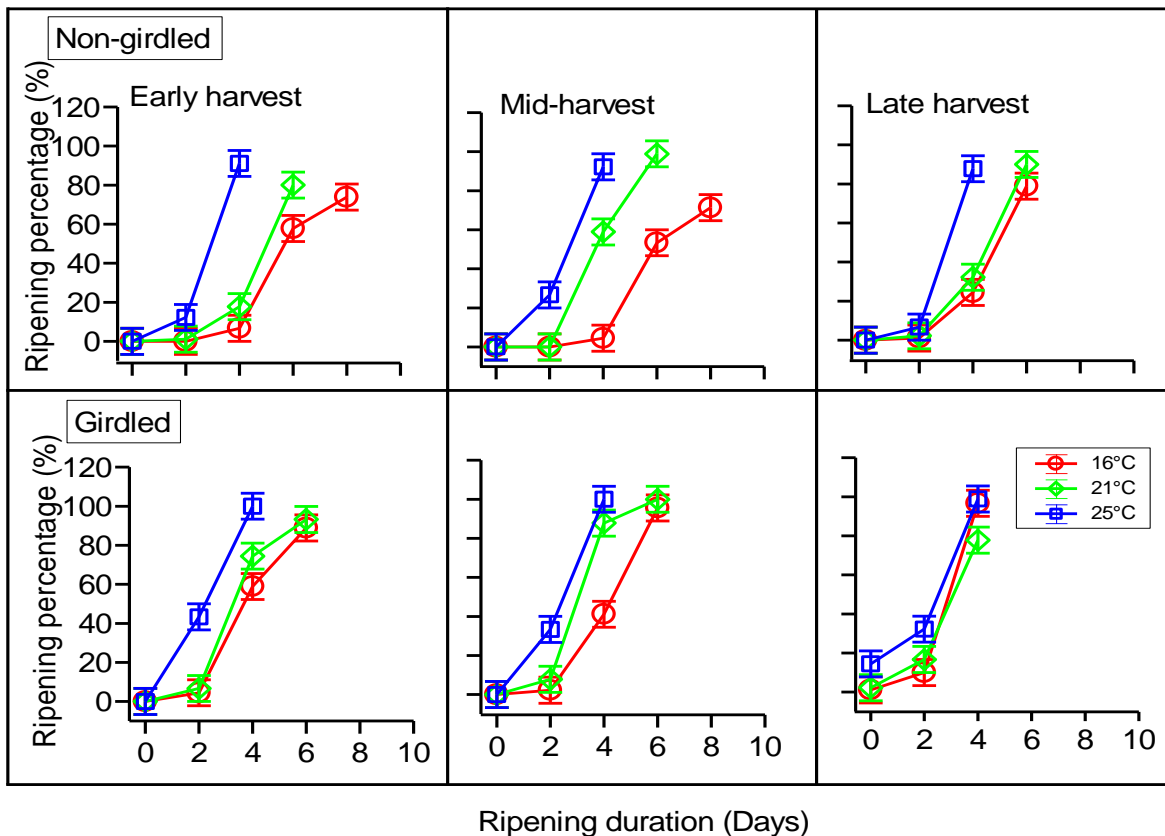 Non-girdled
Early harvest
Mid-harvest
Late harvest
Ripening percentage (%)
120
100
80
60
40
20
0
Girdled
Ripening percentage (%)
120
100
80
60
40
20
0
16°C
21°C
25°C
0 2 4 6 8 10
0 2 4 6 8 10
0 2 4 6 8 10
Ripening duration (Days)